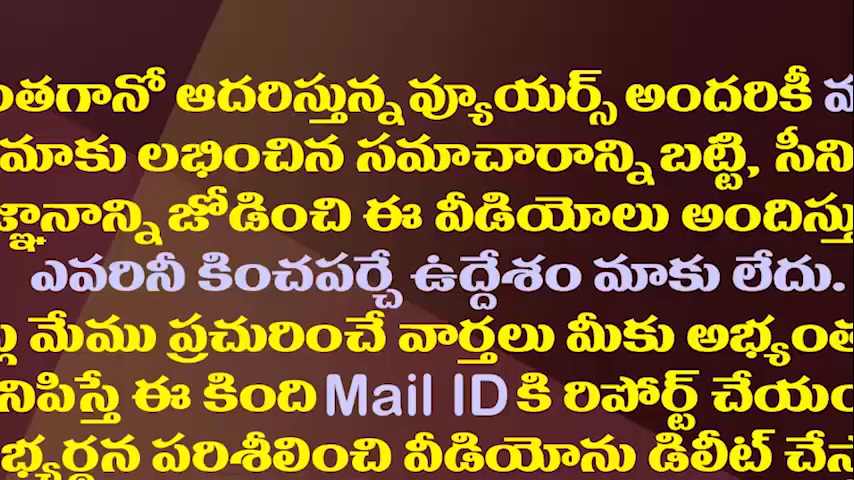 ంతగానో ఆదరిస్తున్న వ్యూయర్స్ అందరికీ
మాకు లభించిన సమాచారాన్ని బట్టి, సీని
జ్ఞానాన్ని జోడించి ఈ వీడియోలు అందిస్తు
ఎవరినీ కించపర్చే ఉద్దేశం మాకు లేదు.
మేము ప్రచురించే వార్తలు మీకు అభ్యంత
నిపిస్తే ఈ కింది Mail ID కి రిపోర్ట్ చేయం
భ్యర్థన పరిశీలించి వీడియోను డిలీట్ చేస